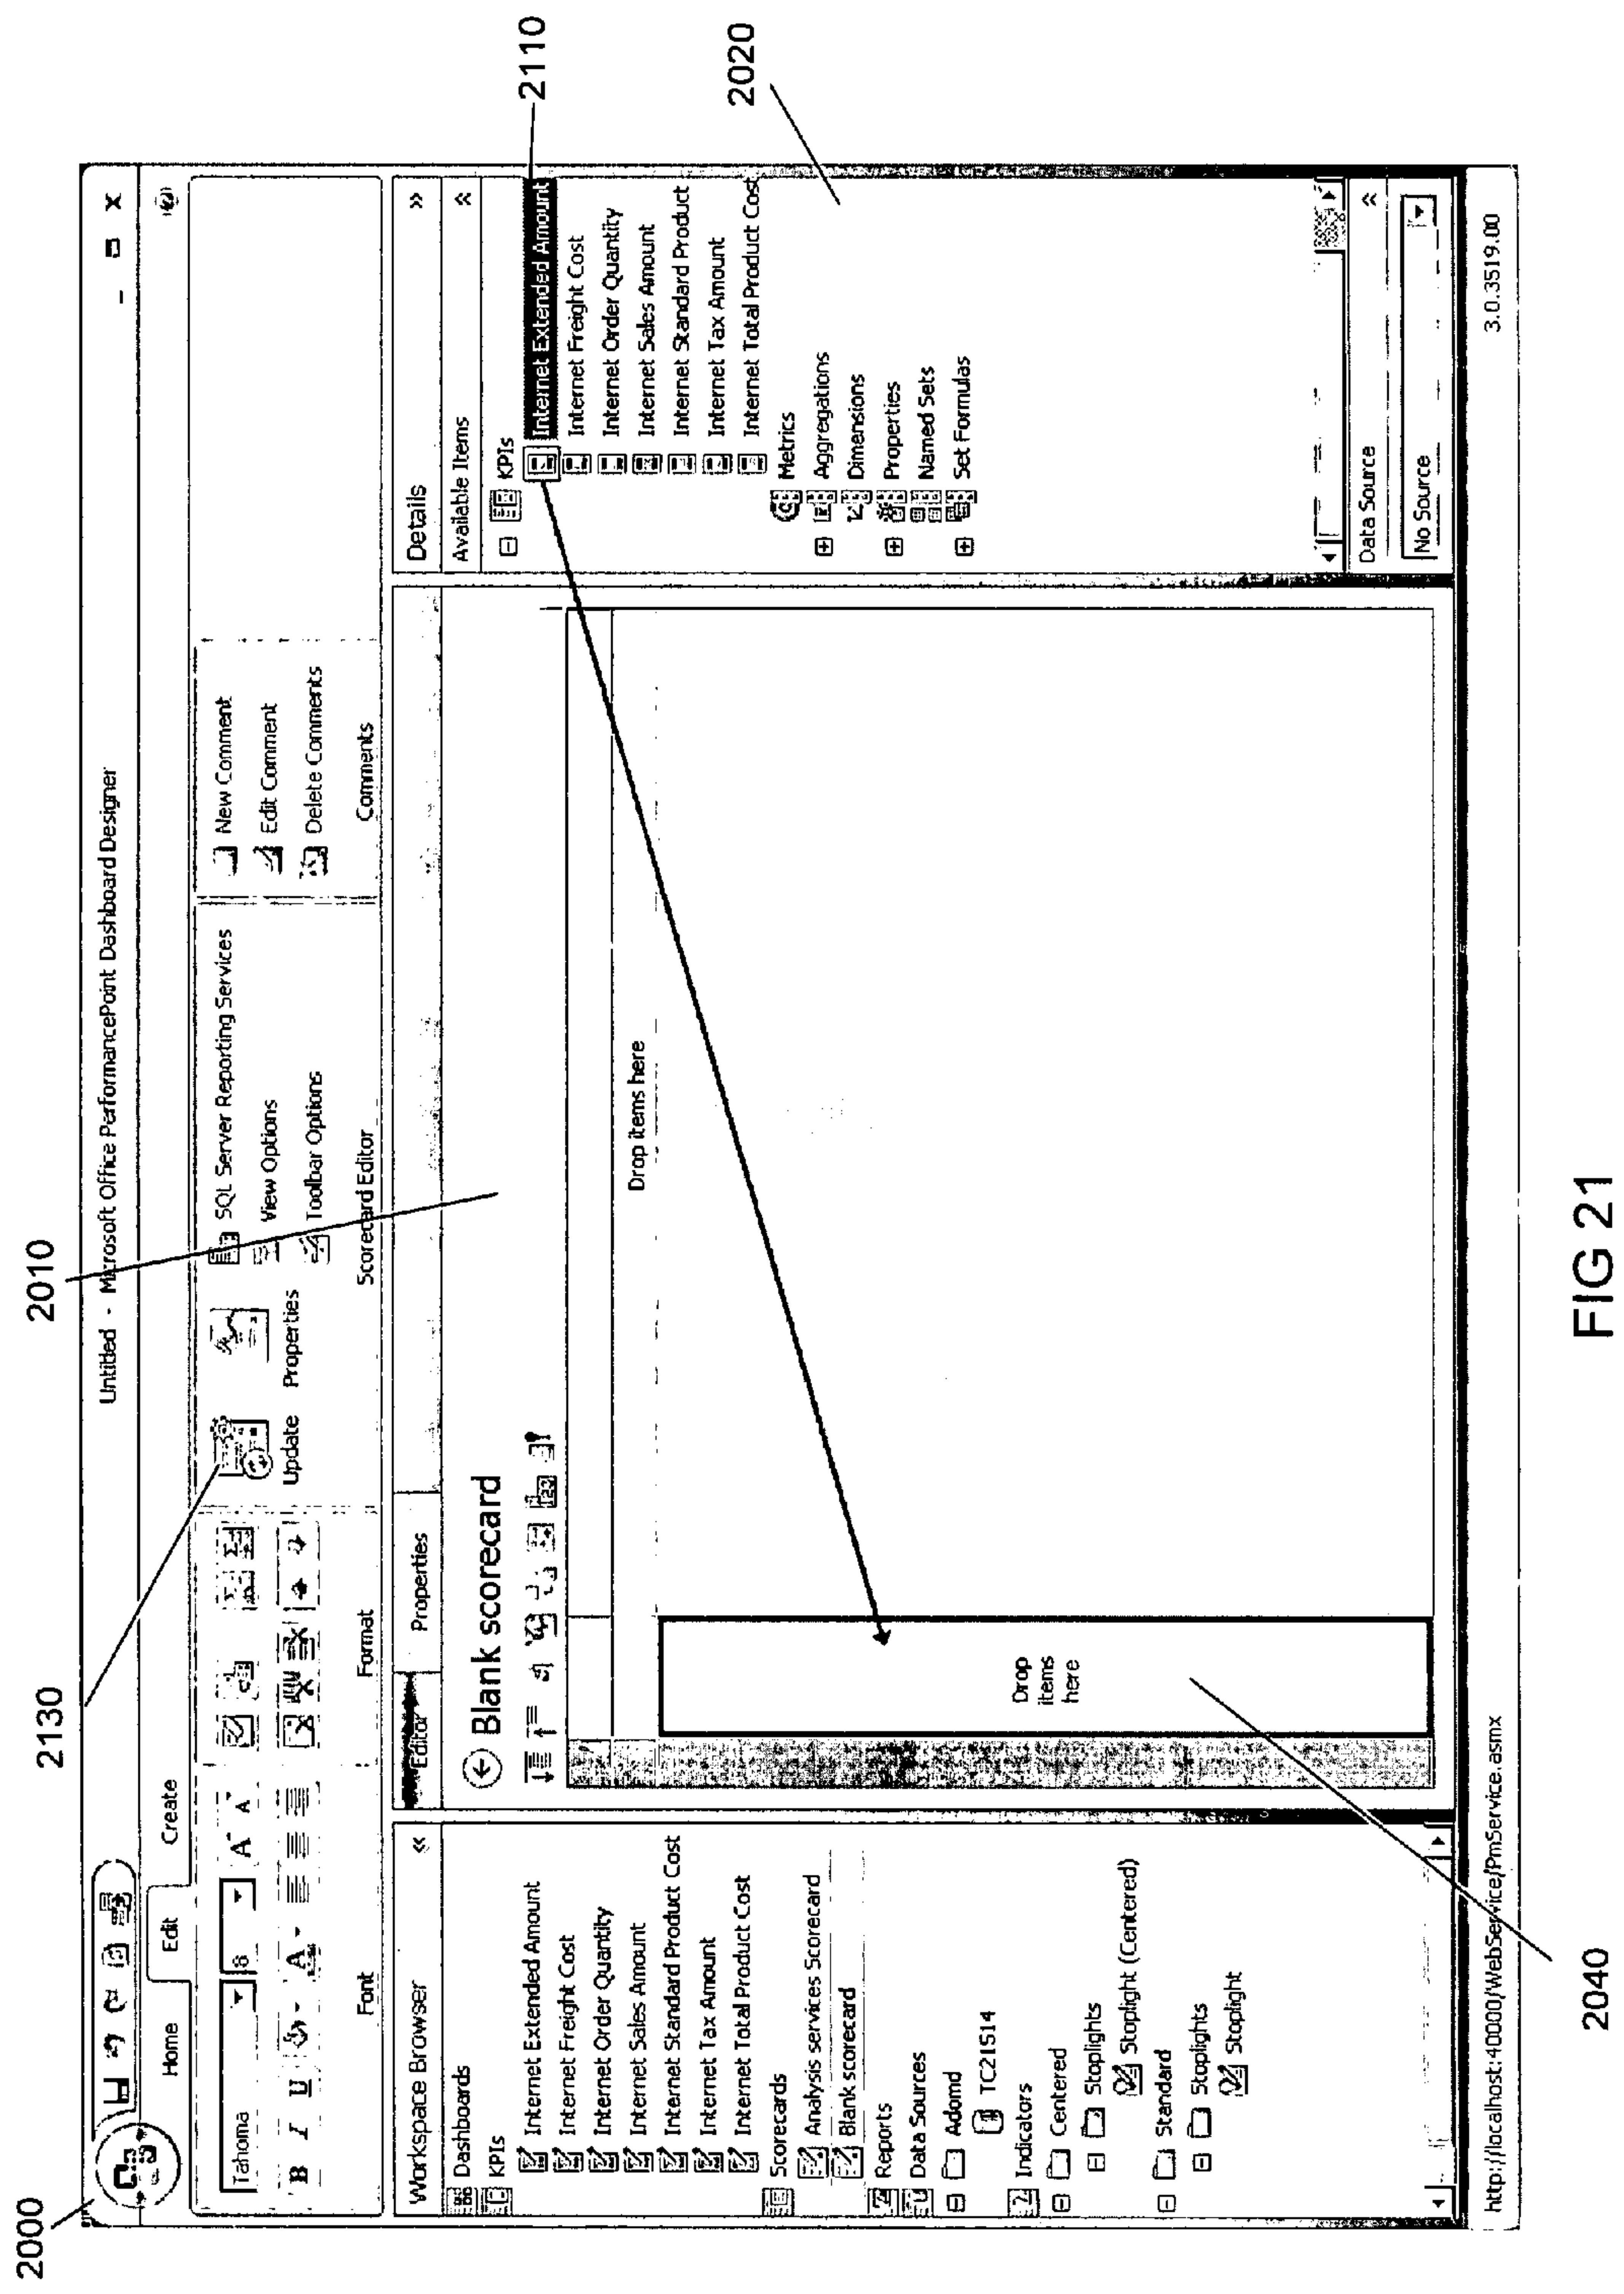 2000
2130
2010
2110
2020
2040
Untitled - Microsoft Office PerformancePoint Dashboard Designer
Home
Edit
Create
Tahoma
8
A A
B I U A
Font
Format
Update
Properties
SQL Server Reporting Services
View Options
Toolbar Options
Scorecard Editor
New Comment
Edit Comment
Delete Comments
Comments
Workspace Browser
Dashboards
KPIs
Internet Extended Amount
Internet Freight Cost
Internet Order Quantity
Internet Sales Amount
Internet Standard Product Cost
Internet Tax Amount
Internet Total Product Cost
Scorecards
Analysis services Scorecard
Blank scorecard
Reports
Data Sources
Adomd
TC21514
Indicators
Centered
Stoplights
Stoplight (Centered)
Standard
Stoplights
Stoplight
Editor
Properties
Blank scorecard
Drop items here
Drop
items
here
Details
Available Items
KPIs
Internet Extended Amount
Internet Freight Cost
Internet Order Quantity
Internet Sales Amount
Internet Standard Product
Internet Tax Amount
Internet Total Product Cost
Metrics
Aggregations
Dimensions
Properties
Named Sets
Set Formulas
Data Source
No Source
http://localhost:40000/WebService/PmService.asmx
3.0.3519.00
FIG 21